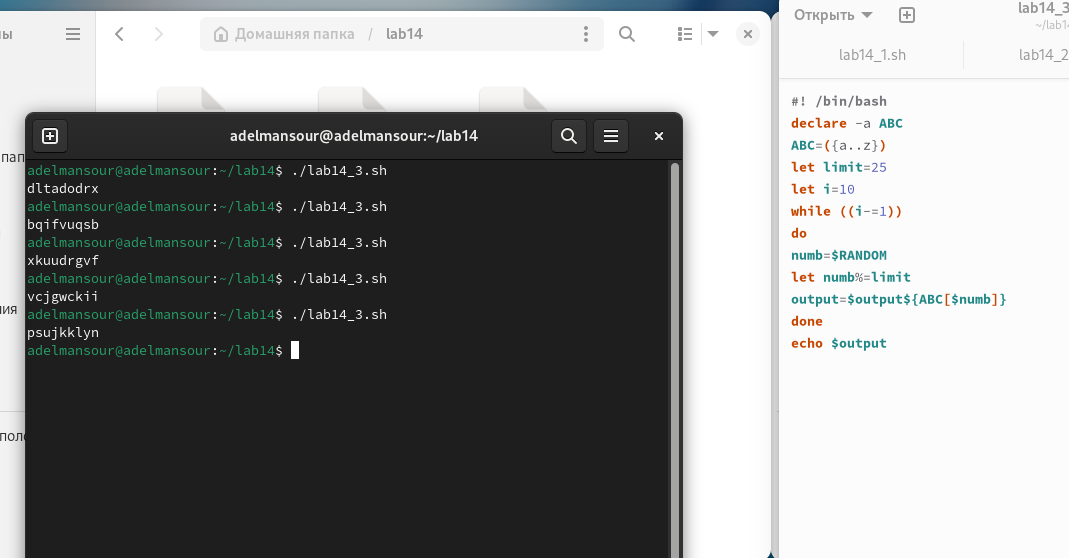 ы
Домашняя папка / lab14
Открыть
lab14_3
~/lab14
lab14_1.sh
lab14_2
пап
ния
поло
adelmansour@adelmansour:~/lab14
adelmansour@adelmansour:~/lab14$ ./lab14_3.sh
dltadodrx
adelmansour@adelmansour:~/lab14$ ./lab14_3.sh
bqifvuqsb
adelmansour@adelmansour:~/lab14$ ./lab14_3.sh
xkuudrgvf
adelmansour@adelmansour:~/lab14$ ./lab14_3.sh
vcjgwckii
adelmansour@adelmansour:~/lab14$ ./lab14_3.sh
psujkklyn
adelmansour@adelmansour:~/lab14$
#! /bin/bash
declare -a ABC
ABC=({a..z})
let limit=25
let i=10
while ((i-=1))
do
numb=$RANDOM
let numb%=limit
output=$output${ABC[$numb]}
done
echo $output